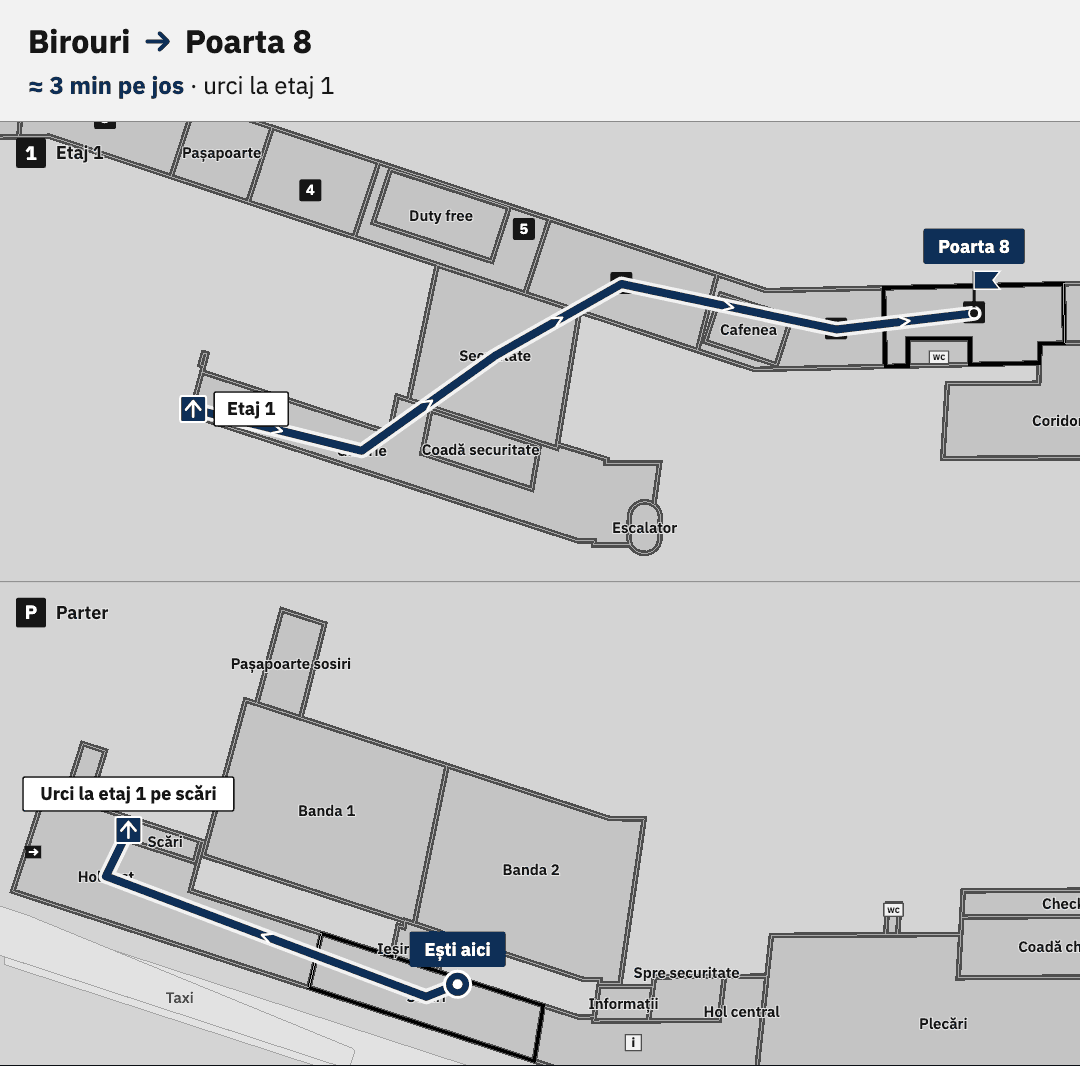 Birouri → Poarta 8
≈ 3 min pe jos · urci la etaj 1
1 Etaj 1
Pașapoarte
4
Duty free
5
Poarta 8
Cafenea
wc
Etaj 1
Coadă securitate
Escalator
P Parter
Pașapoarte sosiri
Urci la etaj 1 pe scări
Banda 1
Scări
Banda 2
wc
Ești aici
Spre securitate
Informații
Hol central
Taxi
Plecări
i